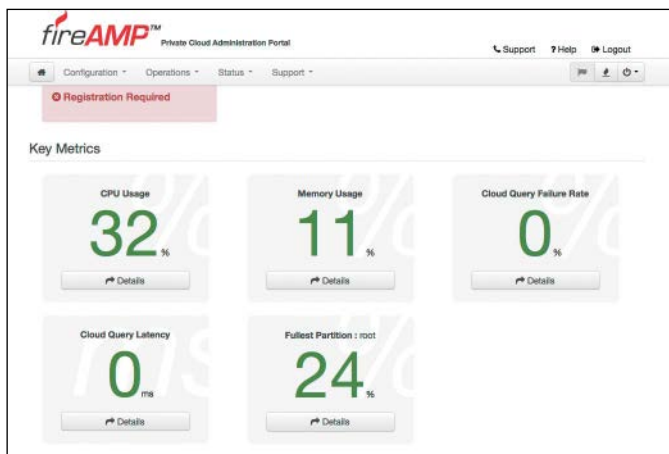 fireAMP™ Private Cloud Administration Portal
Support ? Help Logout
Configuration Operations Status Support
Registration Required
Key Metrics
CPU Usage Memory Usage Cloud Query Failure Rate
32 % 11 % 0 %
Details Details Details
Cloud Query Latency Fullest Partition : root
0 ms 24 %
Details Details